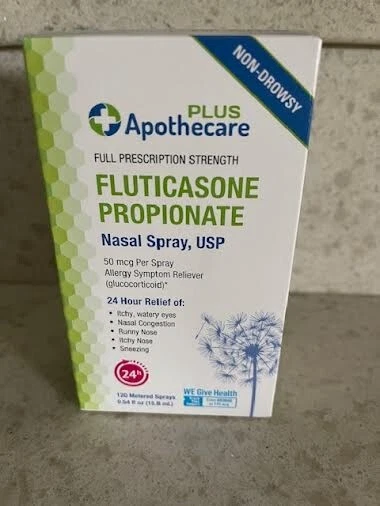 NON-DROWSY
PLUS
Apothecare
FULL PRESCRIPTION STRENGTH
FLUTICASONE
PROPIONATE
Nasal Spray, USP
50 mcg Per Spray
Allergy Symptom Reliever
(glucocorticoid)*
24 Hour Relief of:
• Itchy, watery eyes
• Nasal Congestion
• Runny Nose
• Itchy Nose
• Sneezing
24h
120 Metered Sprays
0.54 fl oz (15.8 mL)
WE Give Health